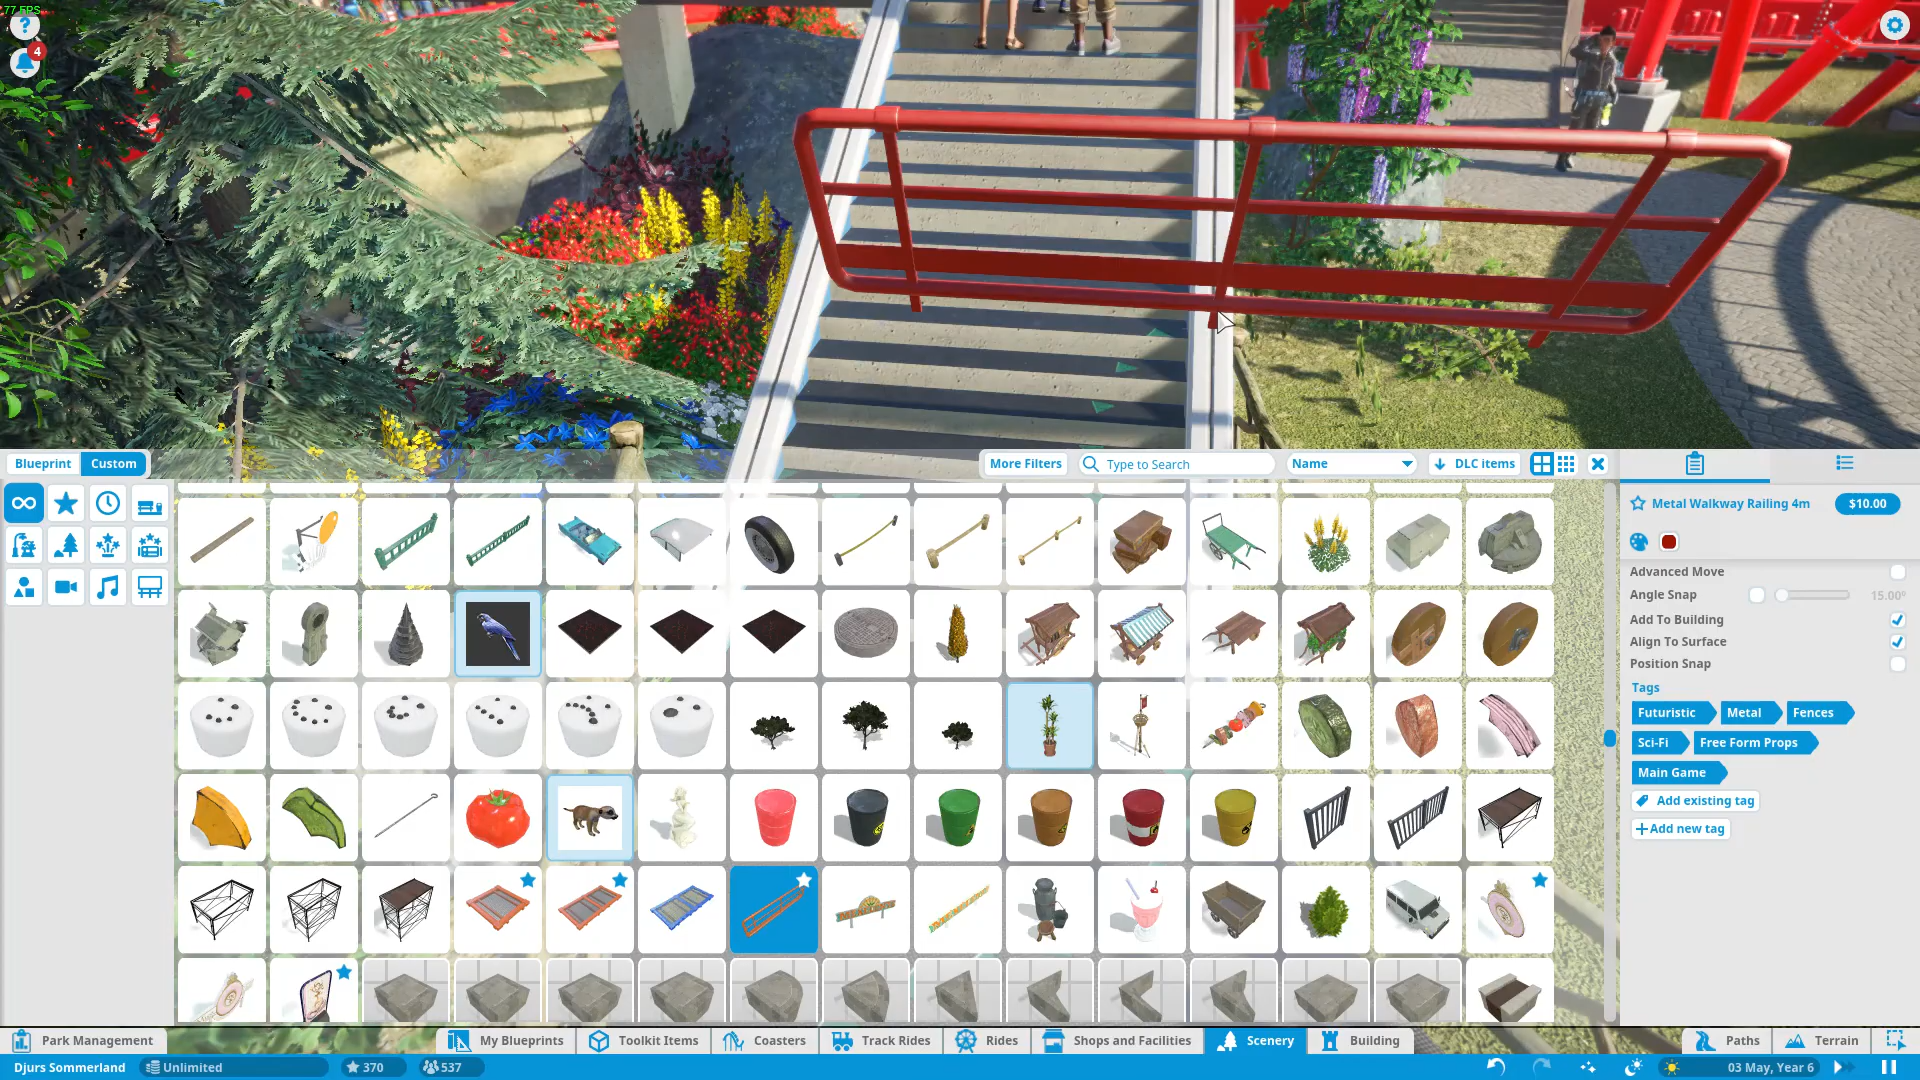 77 FPS
?
4
Blueprint
Custom
More Filters
Type to Search
Name
DLC items
Metal Walkway Railing 4m
$10.00
Advanced Move
Angle Snap
15.00°
Add To Building
Align To Surface
Position Snap
Tags
Futuristic
Metal
Fences
Sci-Fi
Free Form Props
Main Game
Add existing tag
+Add new tag
Park Management
My Blueprints
Toolkit Items
Coasters
Track Rides
Rides
Shops and Facilities
Scenery
Building
Paths
Terrain
Djurs Sommerland
Unlimited
370
537
03 May, Year 6